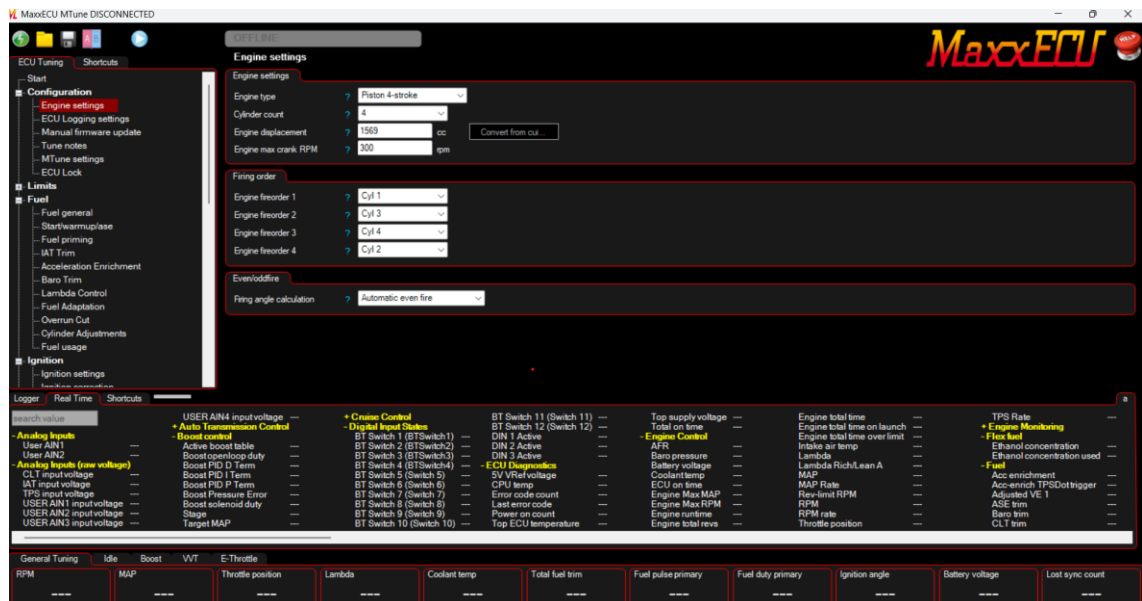 MaxxECU MTune DISCONNECTED
OFFLINE
MaxxECU
HELP
ECU Tuning Shortcuts
Start
Configuration
Engine settings
ECU Logging settings
Manual firmware update
Tune notes
MTune settings
ECU Lock
Limits
Fuel
Fuel general
Start/warmup/ase
Fuel priming
IAT Trim
Acceleration Enrichment
Baro Trim
Lambda Control
Fuel Adaptation
Overrun Cut
Cylinder Adjustments
Fuel usage
Ignition
Ignition settings
Ignition correction
Engine settings
Engine settings
Engine type ? Piston 4-stroke
Cylinder count ? 4
Engine displacement ? 1569 cc Convert from cui...
Engine max crank RPM ? 300 rpm
Firing order
Engine fireorder 1 ? Cyl 1
Engine fireorder 2 ? Cyl 3
Engine fireorder 3 ? Cyl 4
Engine fireorder 4 ? Cyl 2
Even/oddfire
Firing angle calculation ? Automatic even fire
Logger Real Time Shortcuts a
search value
- Analog Inputs
User AIN1 ---
User AIN2 ---
- Analog Inputs (raw voltage)
CLT input voltage ---
IAT input voltage ---
TPS input voltage ---
USER AIN1 input voltage ---
USER AIN2 input voltage ---
USER AIN3 input voltage ---
USER AIN4 input voltage ---
+ Auto Transmission Control
- Boost control
Active boost table ---
Boost openloop duty ---
Boost PID D Term ---
Boost PID I Term ---
Boost PID P Term ---
Boost Pressure Error ---
Boost solenoid duty ---
Stage ---
Target MAP ---
+ Cruise Control
- Digital Input States
BT Switch 1 (BTSwitch1) ---
BT Switch 2 (BTSwitch2) ---
BT Switch 3 (BTSwitch3) ---
BT Switch 4 (BTSwitch4) ---
BT Switch 5 (Switch 5) ---
BT Switch 6 (Switch 6) ---
BT Switch 7 (Switch 7) ---
BT Switch 8 (Switch 8) ---
BT Switch 9 (Switch 9) ---
BT Switch 10 (Switch 10) ---
BT Switch 11 (Switch 11) ---
BT Switch 12 (Switch 12) ---
DIN 1 Active ---
DIN 2 Active ---
DIN 3 Active ---
- ECU Diagnostics
5V VRef voltage ---
CPU temp ---
Error code count ---
Last error code ---
Power on count ---
Top ECU temperature ---
Top supply voltage ---
Total on time ---
- Engine Control
AFR ---
Baro pressure ---
Battery voltage ---
Coolant temp ---
ECU on time ---
Engine Max MAP ---
Engine Max RPM ---
Engine runtime ---
Engine total revs ---
Engine total time ---
Engine total time on launch ---
Engine total time over limit ---
Intake air temp ---
Lambda ---
Lambda Rich/Lean A ---
MAP ---
MAP Rate ---
Rev-limit RPM ---
RPM ---
RPM rate ---
Throttle position ---
TPS Rate ---
+ Engine Monitoring
- Flex fuel
Ethanol concentration ---
Ethanol concentration used ---
- Fuel
Acc enrichment ---
Acc-enrich TPSDot trigger ---
Adjusted VE 1 ---
ASE trim ---
Baro trim ---
CLT trim ---
General Tuning Idle Boost VVT E-Throttle
RPM MAP Throttle position Lambda Coolant temp Total fuel trim Fuel pulse primary Fuel duty primary Ignition angle Battery voltage Lost sync count
--- --- --- --- --- --- --- --- --- --- ---